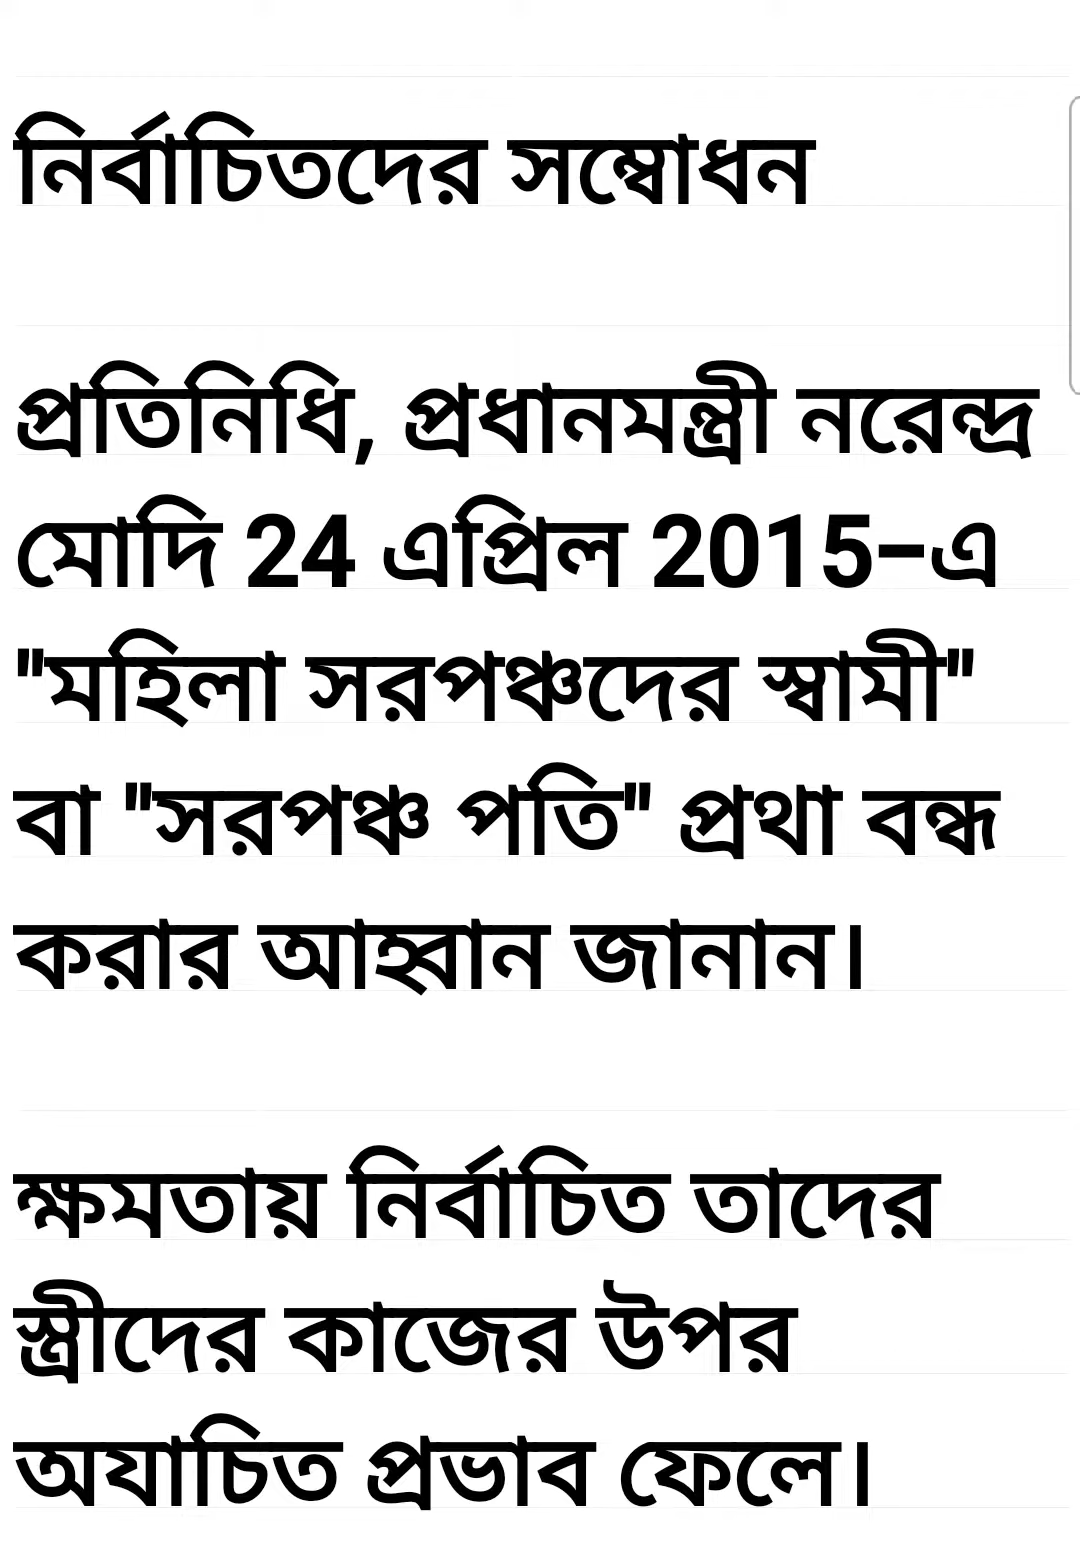 নির্বাচিতদের সম্বোধন
প্রতিনিধি, প্রধানমন্ত্রী নরেন্দ্র
মোদি 24 এপ্রিল 2015–এ
"মহিলা সরপঞ্চদের স্বামী"
বা "সরপঞ্চ পতি" প্রথা বন্ধ
করার আহ্বান জানান।
ক্ষমতায় নির্বাচিত তাদের
স্ত্রীদের কাজের উপর
অযাচিত প্রভাব ফেলে।